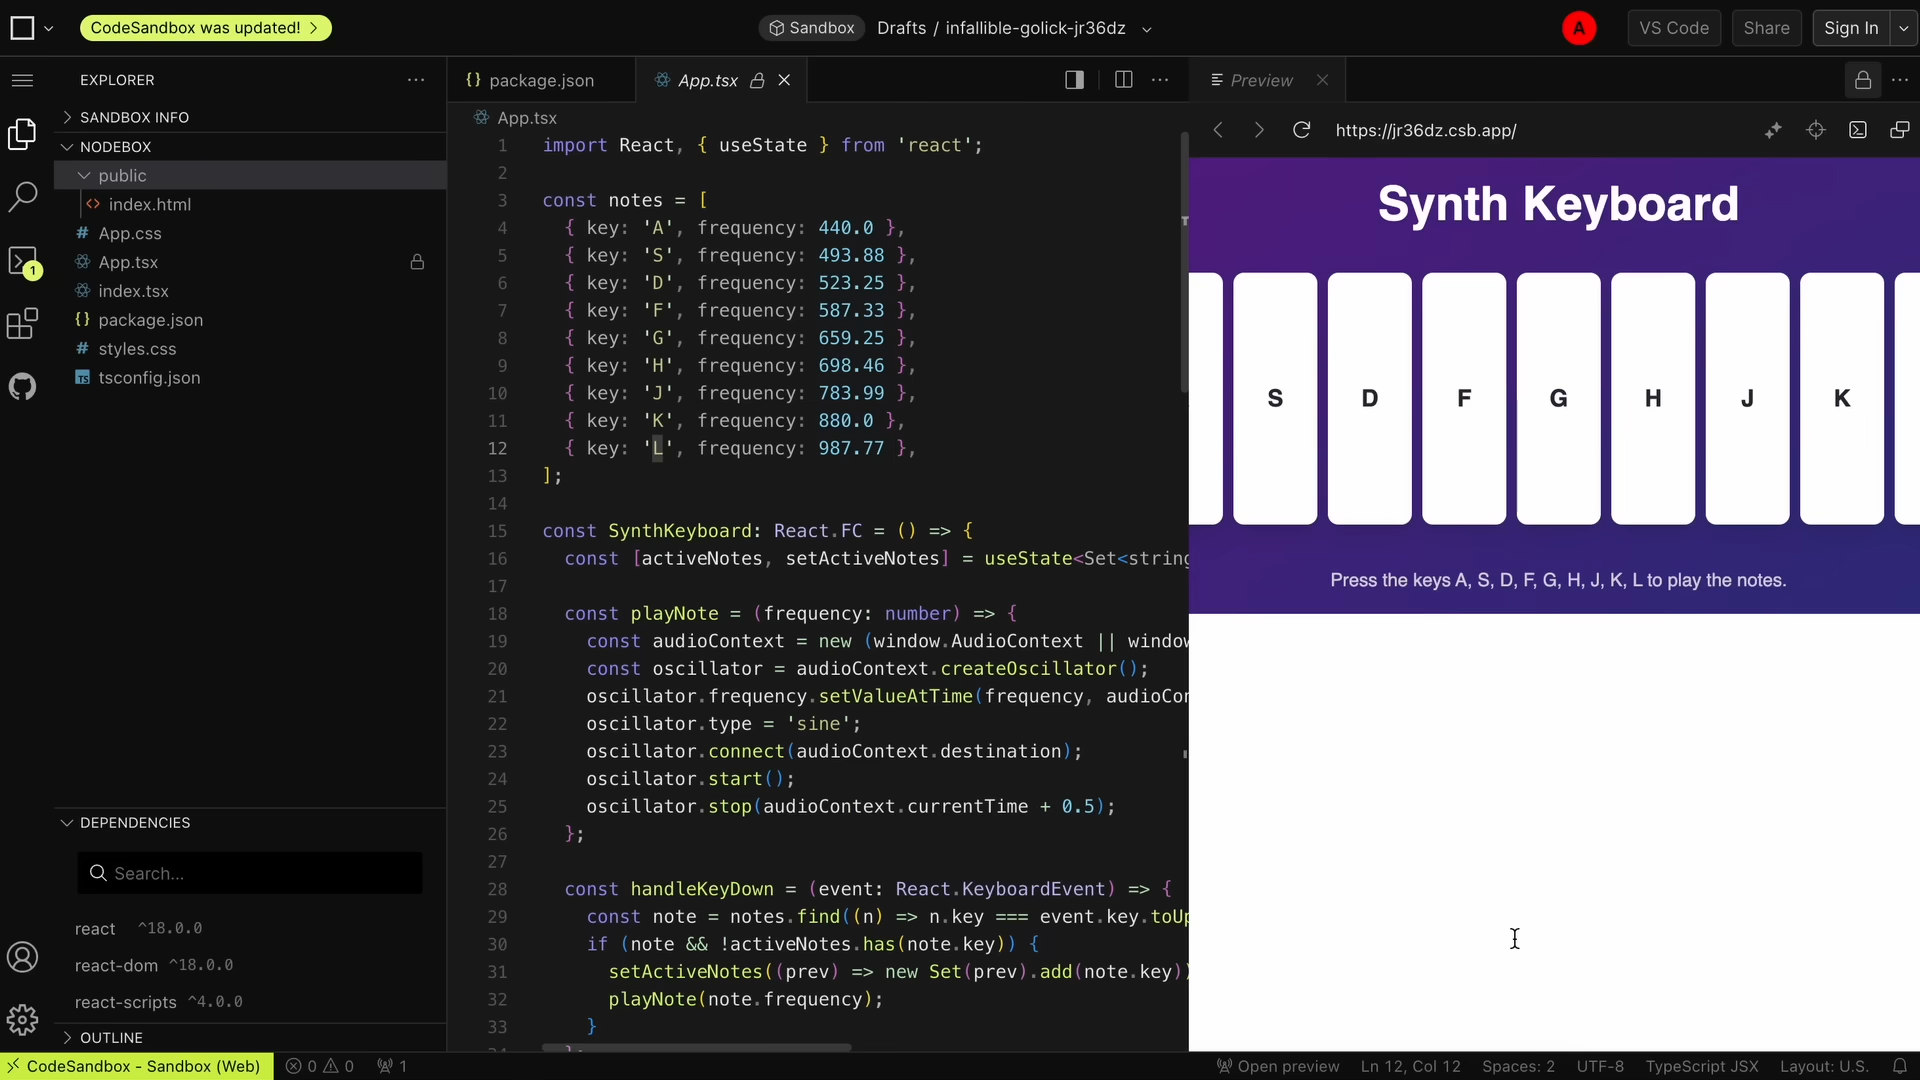 CodeSandbox was updated!
Sandbox
Drafts / infallible-golick-jr36dz
A
VS Code
Share
Sign In
EXPLORER
SANDBOX INFO
NODEBOX
public
<> index.html
# App.css
App.tsx
index.tsx
{} package.json
# styles.css
TS tsconfig.json
1
DEPENDENCIES
Search...
react ^18.0.0
react-dom ^18.0.0
react-scripts ^4.0.0
OUTLINE
{} package.json
App.tsx
App.tsx
1 import React, { useState } from 'react';
2
3 const notes = [
4 { key: 'A', frequency: 440.0 },
5 { key: 'S', frequency: 493.88 },
6 { key: 'D', frequency: 523.25 },
7 { key: 'F', frequency: 587.33 },
8 { key: 'G', frequency: 659.25 },
9 { key: 'H', frequency: 698.46 },
10 { key: 'J', frequency: 783.99 },
11 { key: 'K', frequency: 880.0 },
12 { key: 'L', frequency: 987.77 },
13 ];
14
15 const SynthKeyboard: React.FC = () => {
16 const [activeNotes, setActiveNotes] = useState<Set<string
17
18 const playNote = (frequency: number) => {
19 const audioContext = new (window.AudioContext || window
20 const oscillator = audioContext.createOscillator();
21 oscillator.frequency.setValueAtTime(frequency, audioCon
22 oscillator.type = 'sine';
23 oscillator.connect(audioContext.destination);
24 oscillator.start();
25 oscillator.stop(audioContext.currentTime + 0.5);
26 };
27
28 const handleKeyDown = (event: React.KeyboardEvent) => {
29 const note = notes.find((n) => n.key === event.key.toUp
30 if (note && !activeNotes.has(note.key)) {
31 setActiveNotes((prev) => new Set(prev).add(note.key))
32 playNote(note.frequency);
33 }
Preview
https://jr36dz.csb.app/
Synth Keyboard
S
D
F
G
H
J
K
Press the keys A, S, D, F, G, H, J, K, L to play the notes.
CodeSandbox - Sandbox (Web)
0
0
1
Open preview
Ln 12, Col 12
Spaces: 2
UTF-8
TypeScript JSX
Layout: U.S.